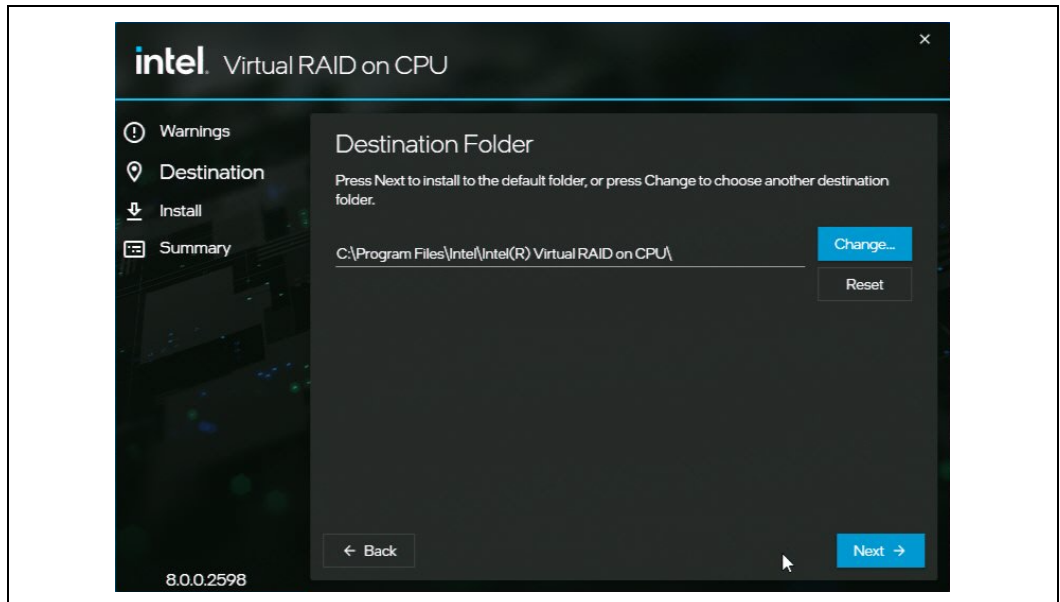 intel. Virtual RAID on CPU
Warnings
Destination
Install
Summary
Destination Folder
Press Next to install to the default folder, or press Change to choose another destination
folder.
C:\Program Files\Intel\Intel(R) Virtual RAID on CPU\
Change...
Reset
Back
Next
8.0.0.2598